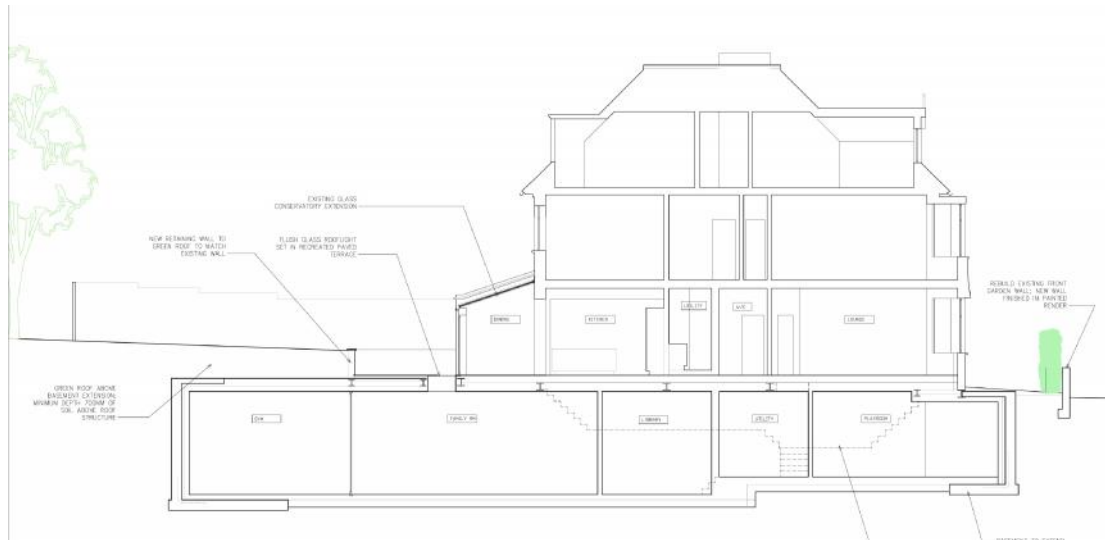 EXISTING GLASS
CONSERVATORY EXTENSION
NEW RETAINING WALL TO
GREEN ROOF TO MATCH
EXISTING WALL
FLUSH GLASS ROOFLIGHT
SET IN RECREATED PAVED
TERRACE
REBUILD EXISTING FRONT
GARDEN WALL; NEW WALL
FINISHED IN PAINTED
RENDER
DINING
KITCHEN
UTILITY
WC
LOUNGE
GREEN ROOF ABOVE
BASEMENT EXTENSION;
MINIMUM DEPTH 700MM OF
SOIL ABOVE ROOF
STRUCTURE
GYM
FAMILY RM
LIBRARY
UTILITY
PLAYROOM